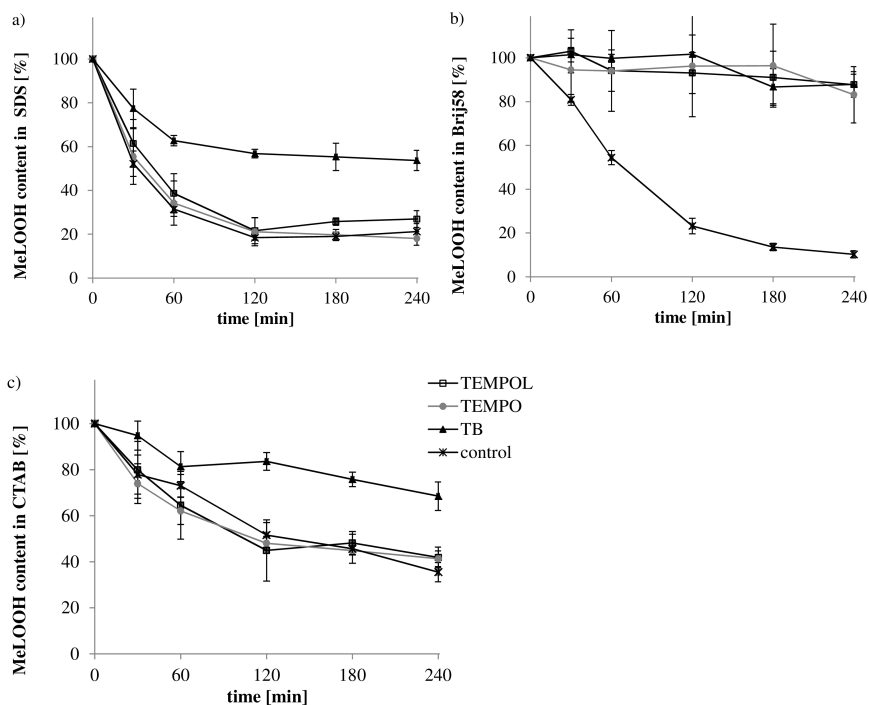 a)
MeLOOH content in SDS [%]
100
80
60
40
20
0
0 60 120 180 240
time [min]
b)
MeLOOH content in Brij58 [%]
100
80
60
40
20
0
0 60 120 180 240
time [min]
c)
MeLOOH content in CTAB [%]
100
80
60
40
20
0
0 60 120 180 240
time [min]
TEMPOL
TEMPO
TB
control